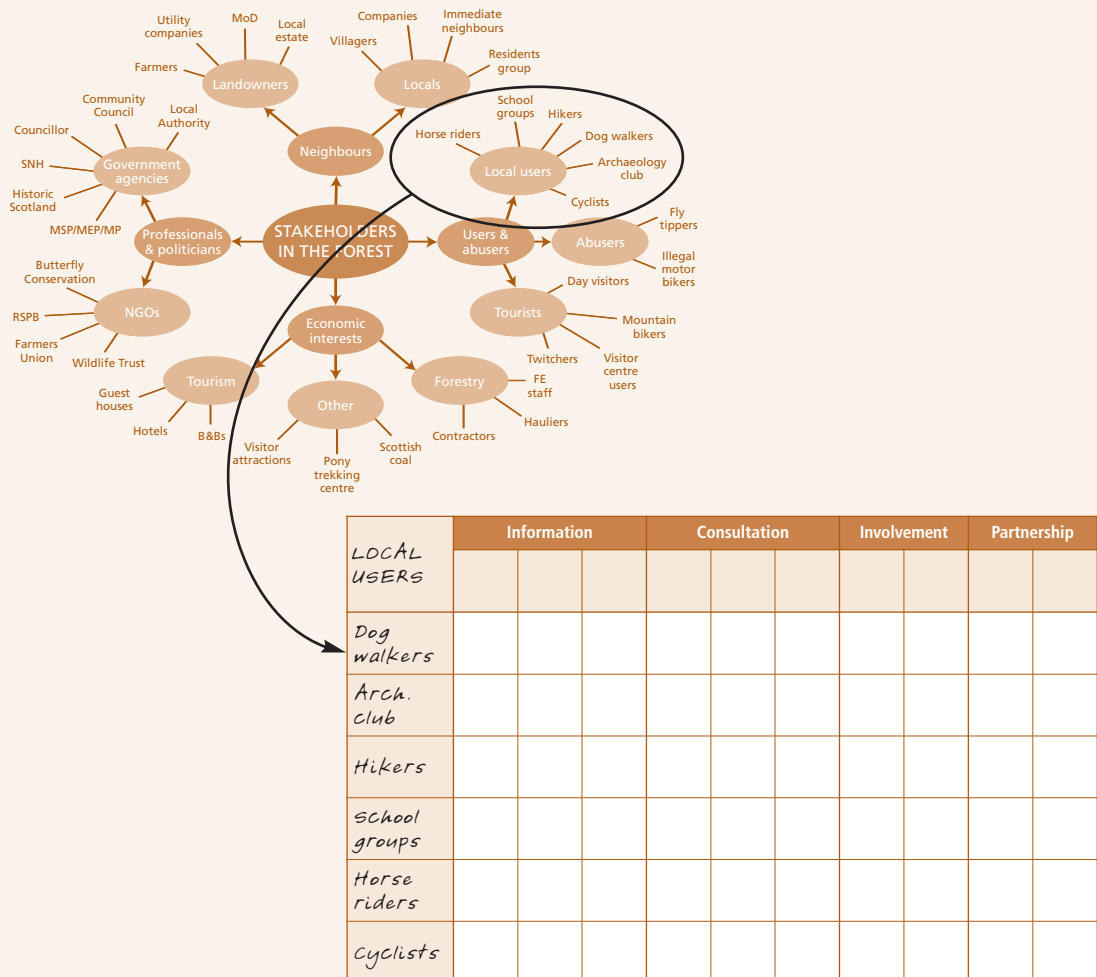 STAKEHOLDERS
IN THE FOREST
Neighbours
Landowners
Farmers
Utility
companies
MoD
Local
estate
Locals
Villagers
Companies
Immediate
neighbours
Residents
group
Users &
abusers
Local users
Horse riders
School
groups
Hikers
Dog walkers
Archaeology
club
Cyclists
Abusers
Fly
tippers
Illegal
motor
bikers
Tourists
Day visitors
Mountain
bikers
Visitor
centre
users
Twitchers
Economic
interests
Forestry
FE
staff
Hauliers
Contractors
Other
Scottish
coal
Pony
trekking
centre
Visitor
attractions
Tourism
B&Bs
Hotels
Guest
houses
Professionals
& politicians
NGOs
Wildlife Trust
Farmers
Union
RSPB
Butterfly
Conservation
Government
agencies
MSP/MEP/MP
Historic
Scotland
SNH
Councillor
Community
Council
Local
Authority
LOCAL
USERS
Information
Consultation
Involvement
Partnership
Dog
walkers
Arch.
club
Hikers
School
groups
Horse
riders
Cyclists